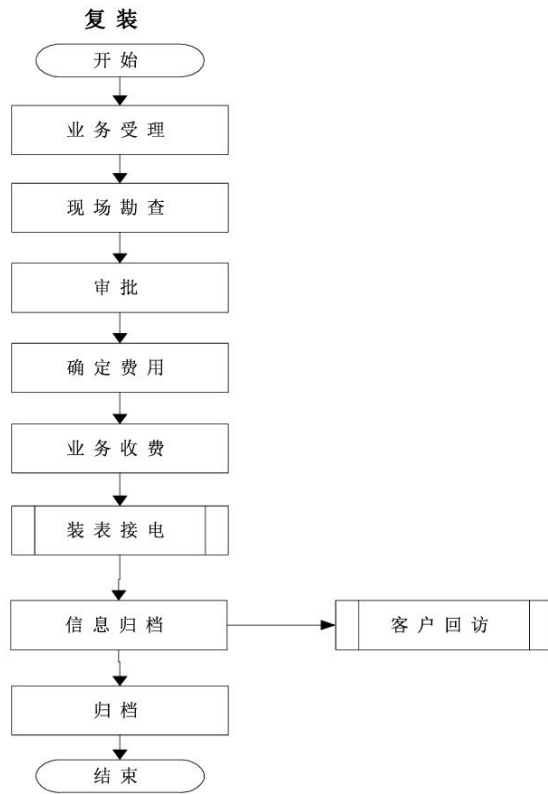 复装
开始
业务受理
现场勘查
审批
确定费用
业务收费
装表接电
信息归档
客户回访
归档
结束